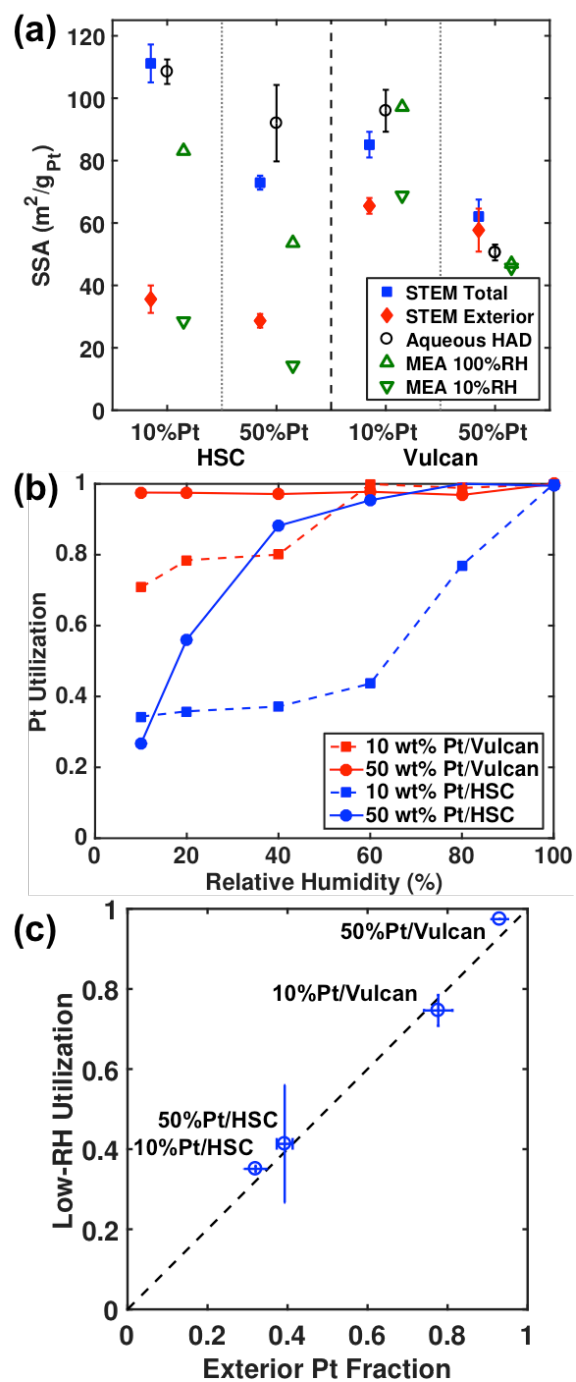 (a)
120
100
80
60
40
20
0
SSA (m²/gPt)
STEM Total
STEM Exterior
Aqueous HAD
MEA 100%RH
MEA 10%RH
10%Pt 50%Pt 10%Pt 50%Pt
HSC Vulcan
(b)
1
0.8
0.6
0.4
0.2
0
Pt Utilization
10 wt% Pt/Vulcan
50 wt% Pt/Vulcan
10 wt% Pt/HSC
50 wt% Pt/HSC
0 20 40 60 80 100
Relative Humidity (%)
(c)
1
0.8
0.6
0.4
0.2
0
Low-RH Utilization
50%Pt/Vulcan
10%Pt/Vulcan
50%Pt/HSC
10%Pt/HSC
0 0.2 0.4 0.6 0.8 1
Exterior Pt Fraction